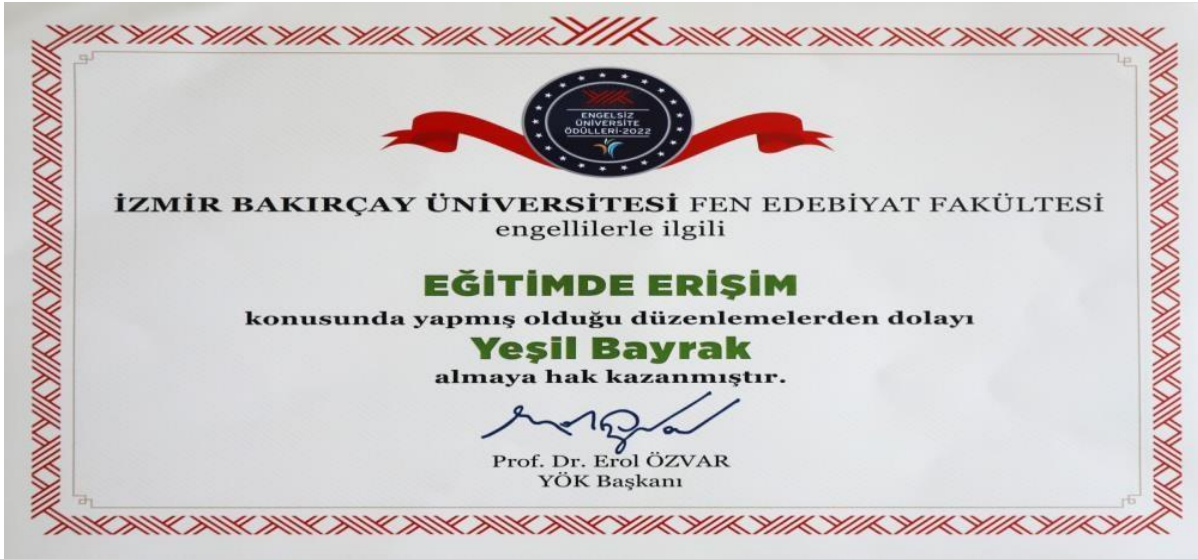 ENGELSİZ
ÜNİVERSİTE
ÖDÜLLERİ-2022
İZMİR BAKIRÇAY ÜNİVERSİTESİ FEN EDEBİYAT FAKÜLTESİ
engellilerle ilgili
EĞİTİMDE ERİŞİM
konusunda yapmış olduğu düzenlemelerden dolayı
Yeşil Bayrak
almaya hak kazanmıştır.
Prof. Dr. Erol ÖZVAR
YÖK Başkanı